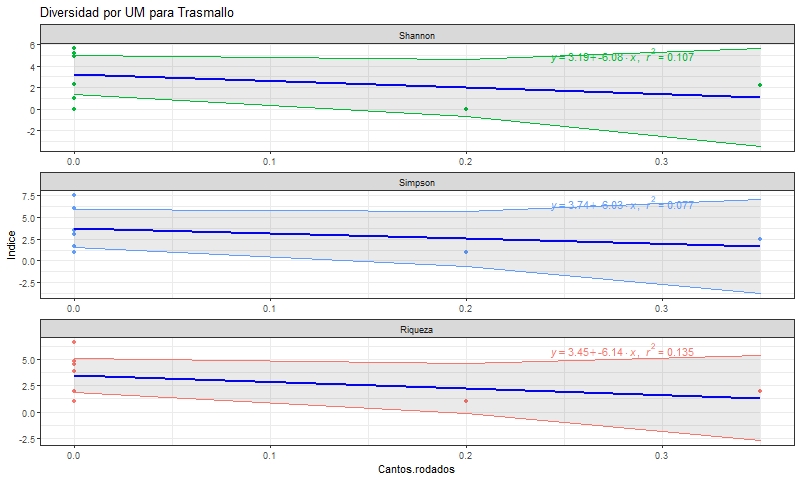 Diversidad por UM para Trasmallo
Shannon
6
4
2
0
-2
y = 3.19+-6.08 · x, r² = 0.107
0.0 0.1 0.2 0.3
Simpson
7.5
5.0
2.5
0.0
-2.5
y = 3.74+-6.03 · x, r² = 0.077
0.0 0.1 0.2 0.3
Indice
Riqueza
5.0
2.5
0.0
-2.5
y = 3.45+-6.14 · x, r² = 0.135
0.0 0.1 0.2 0.3
Cantos.rodados